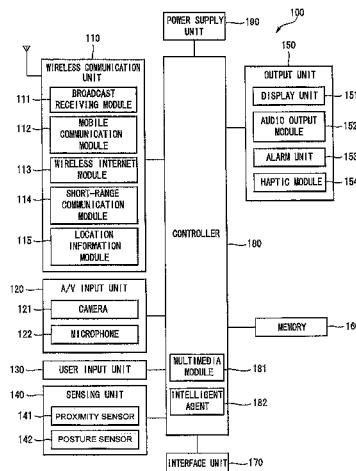 190
100
POWER SUPPLY
UNIT
110
WIRELESS COMMUNICATION
UNIT
111
BROADCAST
RECEIVING MODULE
112
MOBILE
COMMUNICATION
MODULE
113
WIRELESS INTERNET
MODULE
114
SHORT-RANGE
COMMUNICATION
MODULE
115
LOCATION
INFORMATION
MODULE
150
OUTPUT UNIT
DISPLAY UNIT
151
AUDIO OUTPUT
MODULE
152
ALARM UNIT
153
HAPTIC MODULE
154
CONTROLLER
180
120
A/V INPUT UNIT
121
CAMERA
122
MICROPHONE
MEMORY
160
130
USER INPUT UNIT
MULTIMEDIA
MODULE
181
INTELLIGENT
AGENT
182
140
SENSING UNIT
141
PROXIMITY SENSOR
142
POSTURE SENSOR
INTERFACE UNIT
170